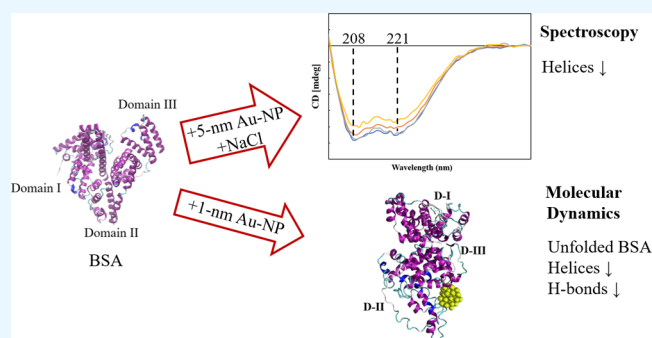 Domain III
Domain I
Domain II
BSA
+5-nm Au-NP
+NaCl
+1-nm Au-NP
208
221
CD [mdeg]
Wavelength (nm)
Spectroscopy
Helices ↓
D-I
D-III
D-II
Molecular
Dynamics
Unfolded BSA
Helices ↓
H-bonds ↓